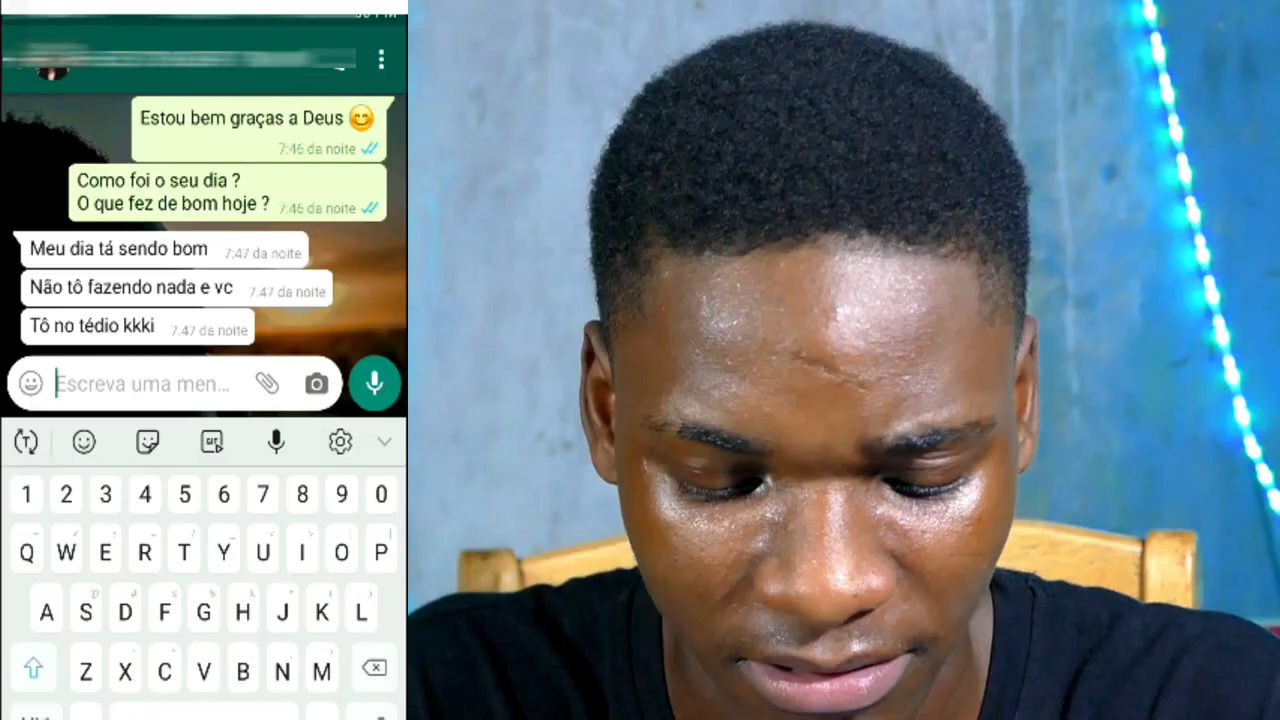 Estou bem graças a Deus 😊
7:46 da noite
Como foi o seu dia ?
O que fez de bom hoje ? 7:46 da noite
Meu dia tá sendo bom 7:47 da noite
Não tô fazendo nada e vc 7:47 da noite
Tô no tédio kkki 7:47 da noite
Escreva uma men...
T
GIF
1 2 3 4 5 6 7 8 9 0
Q W E R T Y U I O P
A S D F G H J K L
Z X C V B N M